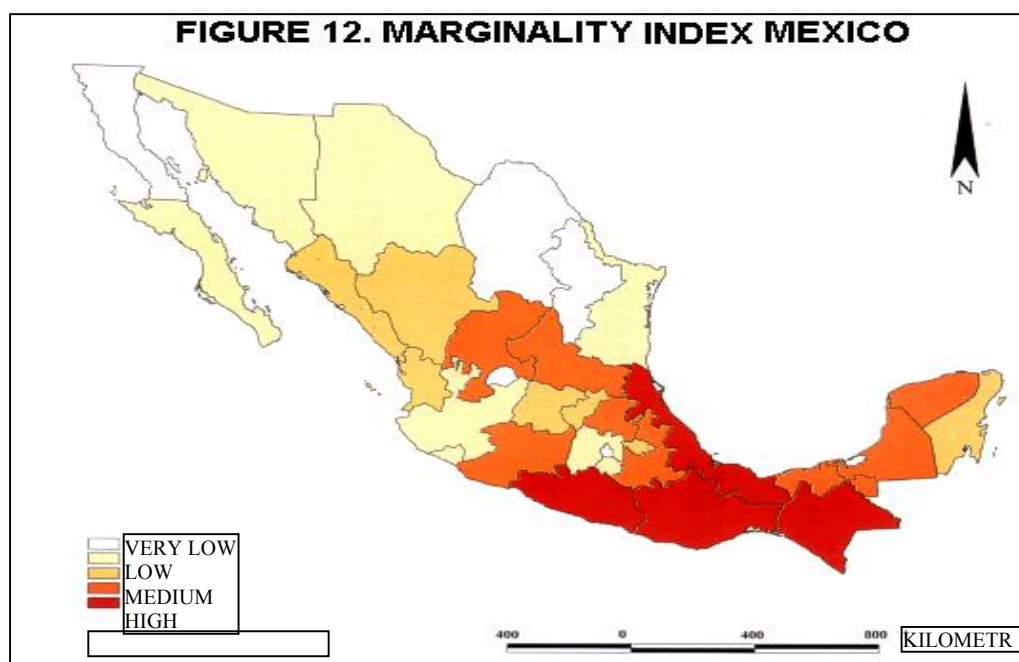 FIGURE 12. MARGINALITY INDEX MEXICO
N
VERY LOW
LOW
MEDIUM
HIGH
400 0 400 800 KILOMETR